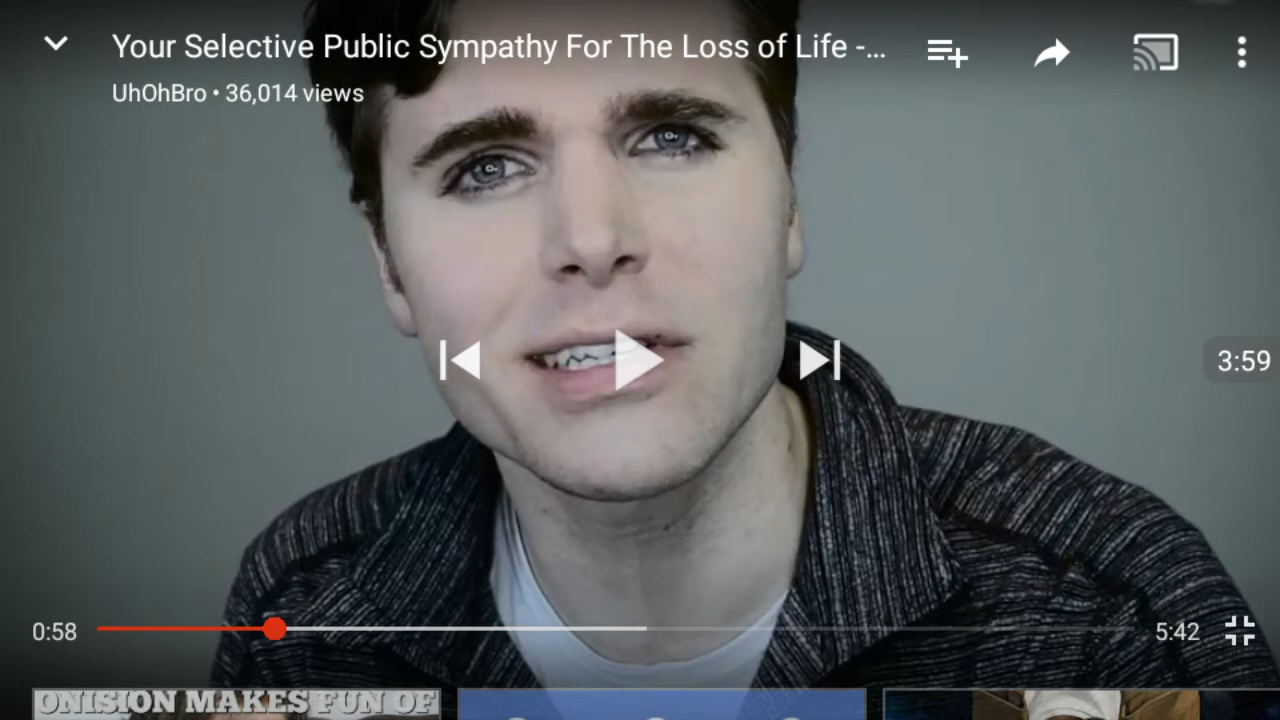 Your Selective Public Sympathy For The Loss of Life -...
UhOhBro • 36,014 views
3:59
0:58
5:42
ONISION MAKES FUN OF